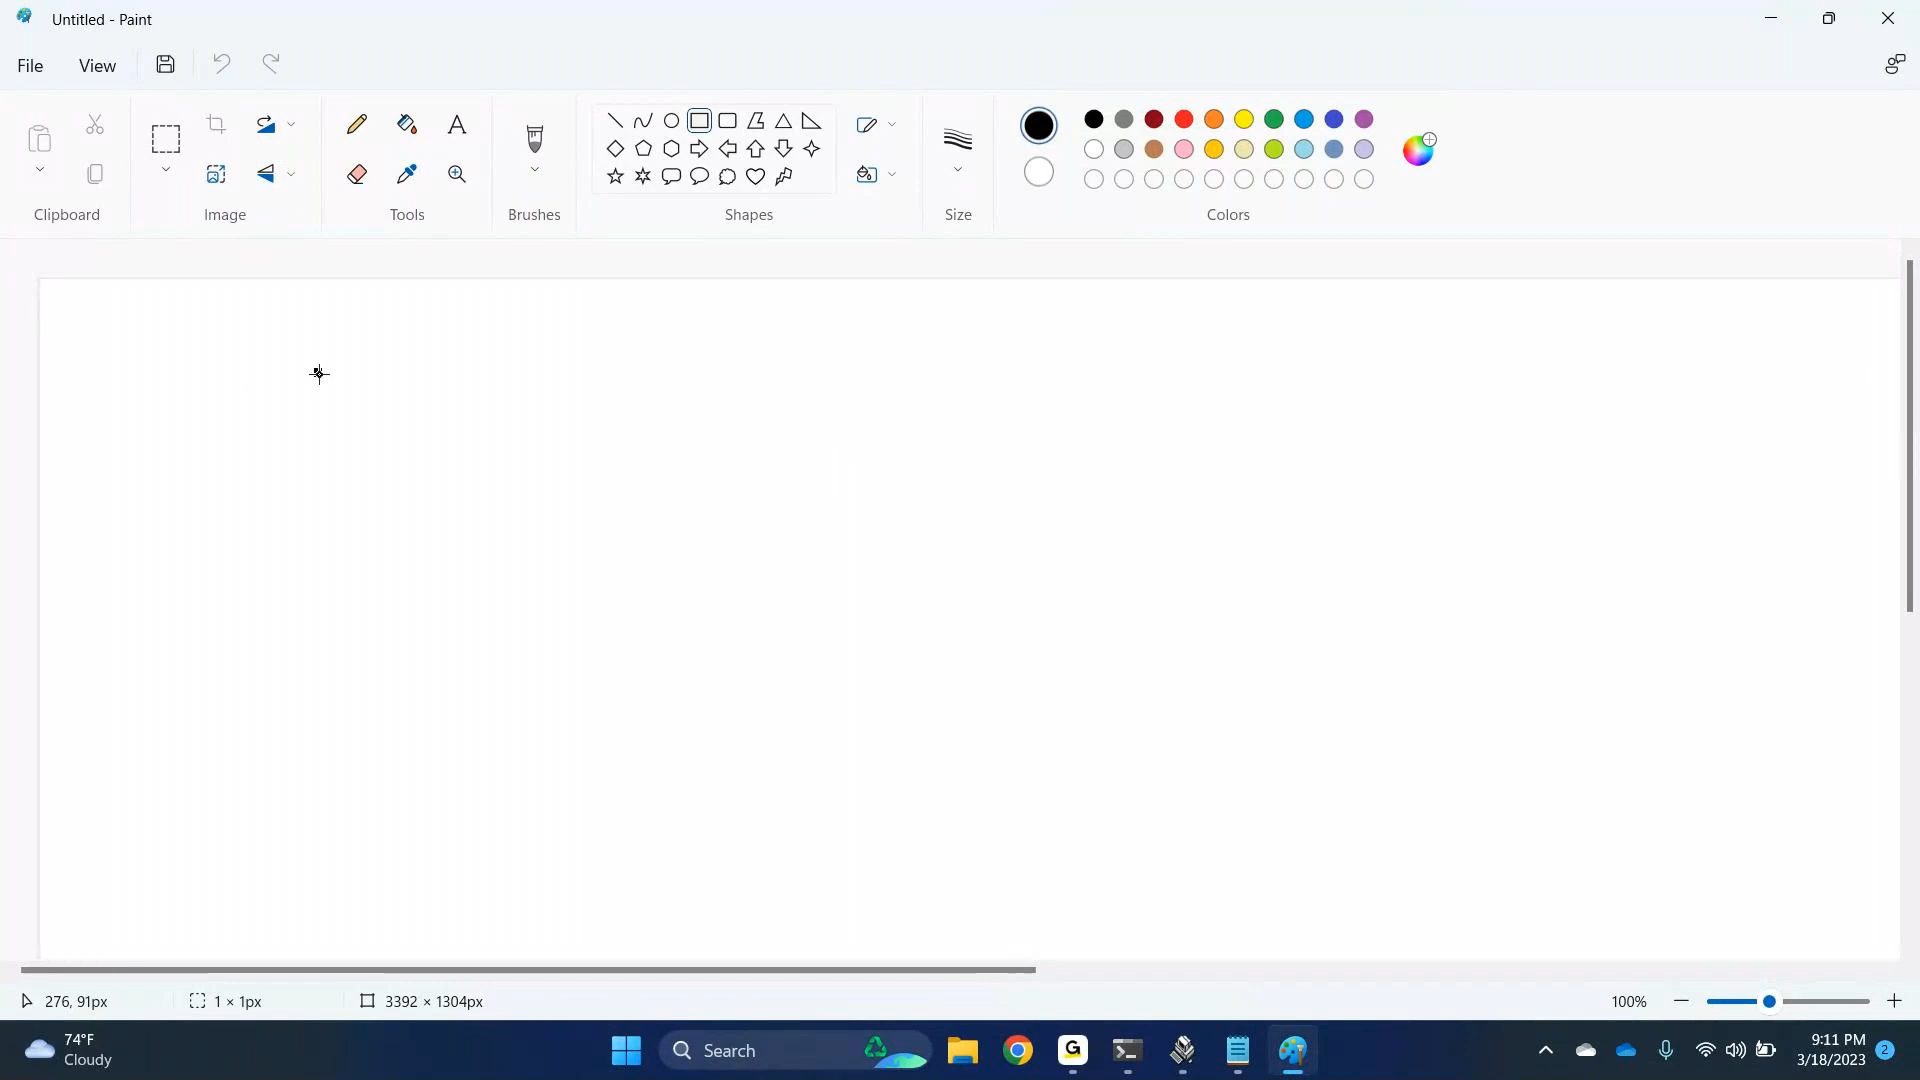 Untitled - Paint
File View
Clipboard Image Tools Brushes Shapes Size Colors
276, 91px 1 × 1px 3392 × 1304px 100%
74°F
Cloudy
Search
G
9:11 PM
3/18/2023
2